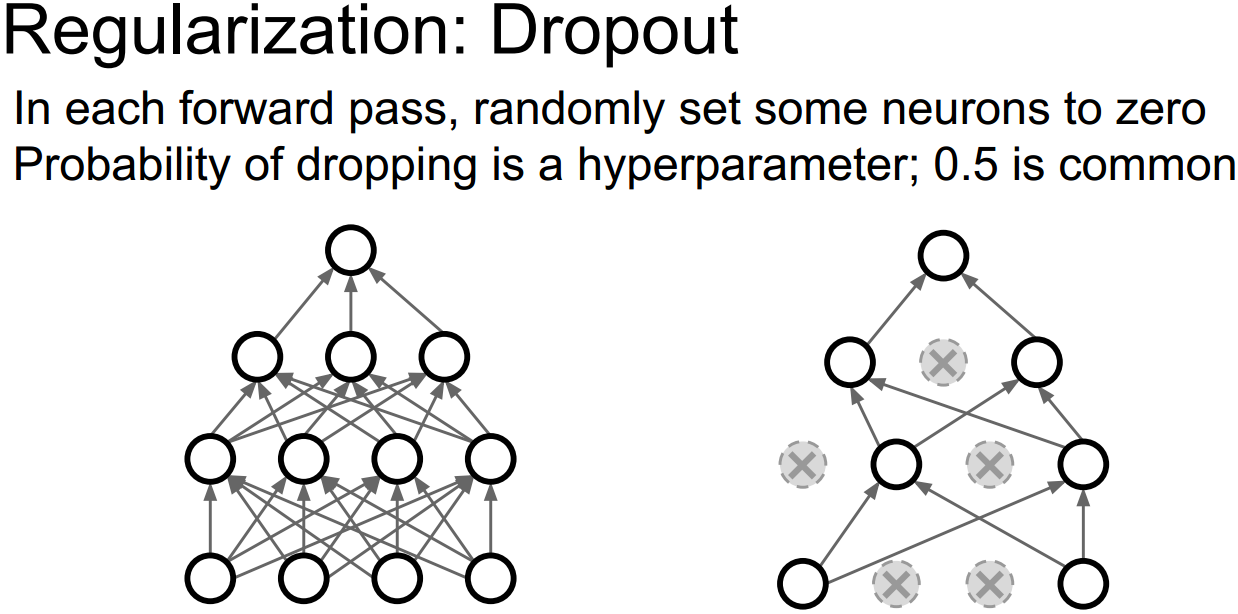 Regularization: Dropout
In each forward pass, randomly set some neurons to zero
Probability of dropping is a hyperparameter; 0.5 is common